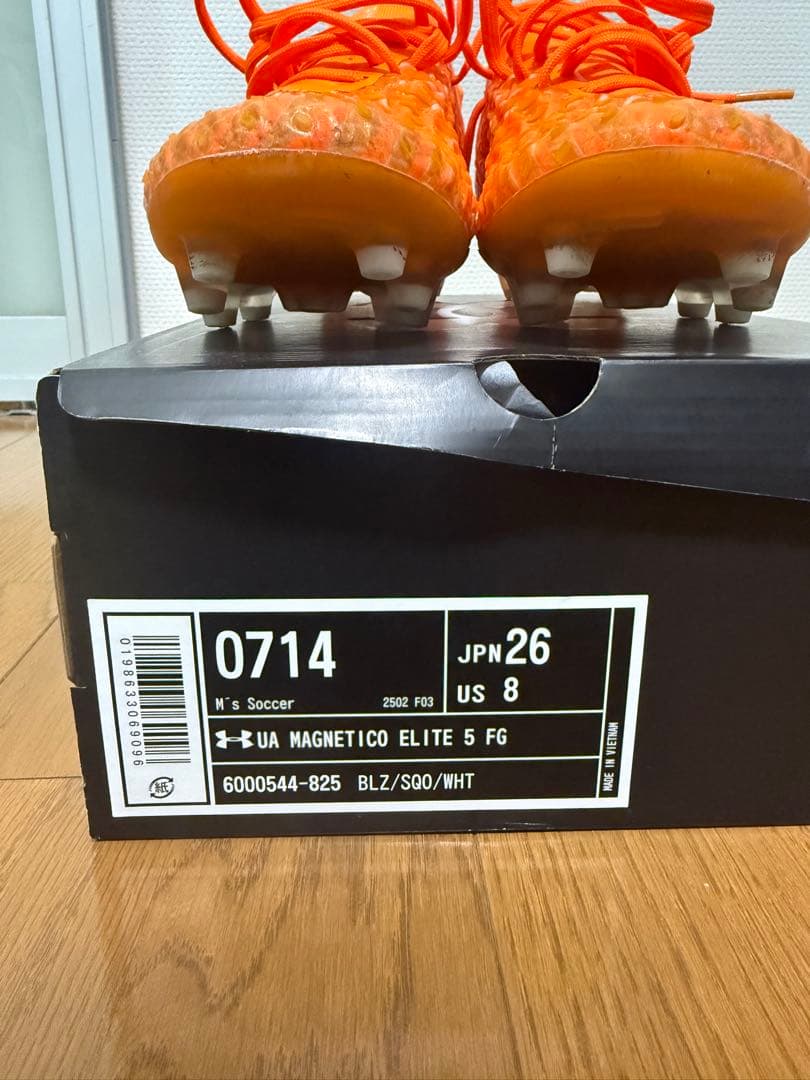 0714
JPN 26
US 8
M's Soccer
2502 F03
UA MAGNETICO ELITE 5 FG
6000544-825 BLZ/SQO/WHT
MADE IN VIETNAM
0198633069096
紙